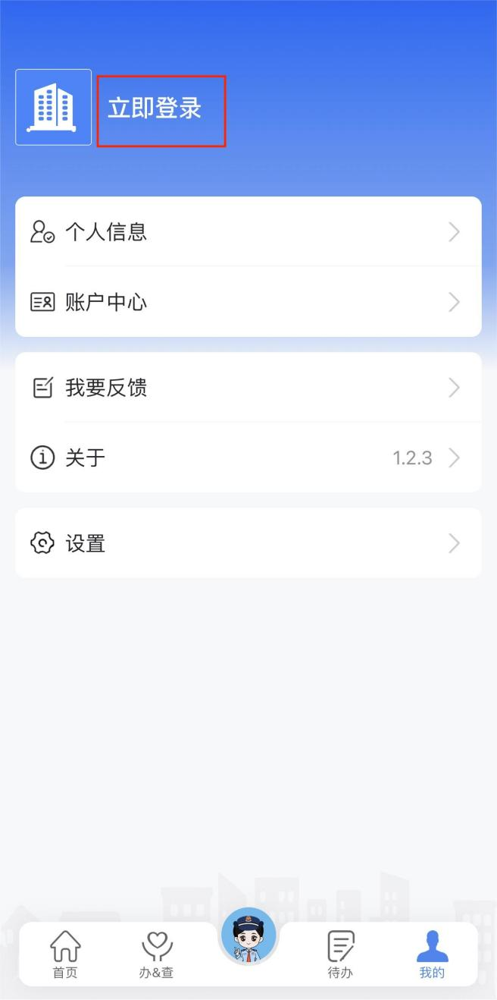 立即登录
个人信息
账户中心
我要反馈
关于 1.2.3
设置
首页 办&查 待办 我的